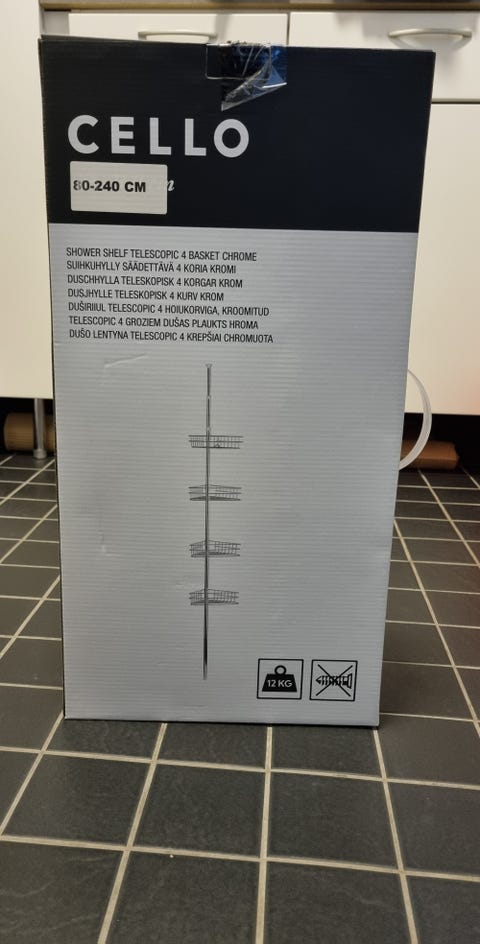 CELLO
80-240 CM
SHOWER SHELF TELESCOPIC 4 BASKET CHROME
SUIHKUHYLLY SÄÄDETTÄVÄ 4 KORIA KROMI
DUSCHHYLLA TELESKOPISK 4 KORGAR KROM
DUSJHYLLE TELESKOPISK 4 KURV KROM
DUŠIRIIUL TELESCOPIC 4 HOIUKORVIGA, KROOMITUD
TELESCOPIC 4 GROZIEM DUŠAS PLAUKTS HROMA
DUŠO LENTYNA TELESCOPIC 4 KREPŠIAI CHROMUOTA
12 KG